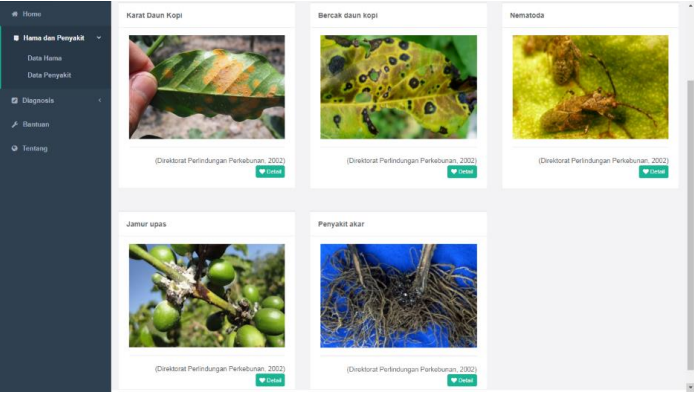 Home
Hama dan Penyakit
Data Hama
Data Penyakit
Diagnosis
Bantuan
Tentang
Karat Daun Kopi
(Direktorat Perlindungan Perkebunan, 2002)
Detail
Bercak daun kopi
(Direktorat Perlindungan Perkebunan, 2002)
Detail
Nematoda
(Direktorat Perlindungan Perkebunan, 2002)
Detail
Jamur upas
(Direktorat Perlindungan Perkebunan, 2002)
Detail
Penyakit akar
(Direktorat Perlindungan Perkebunan, 2002)
Detail